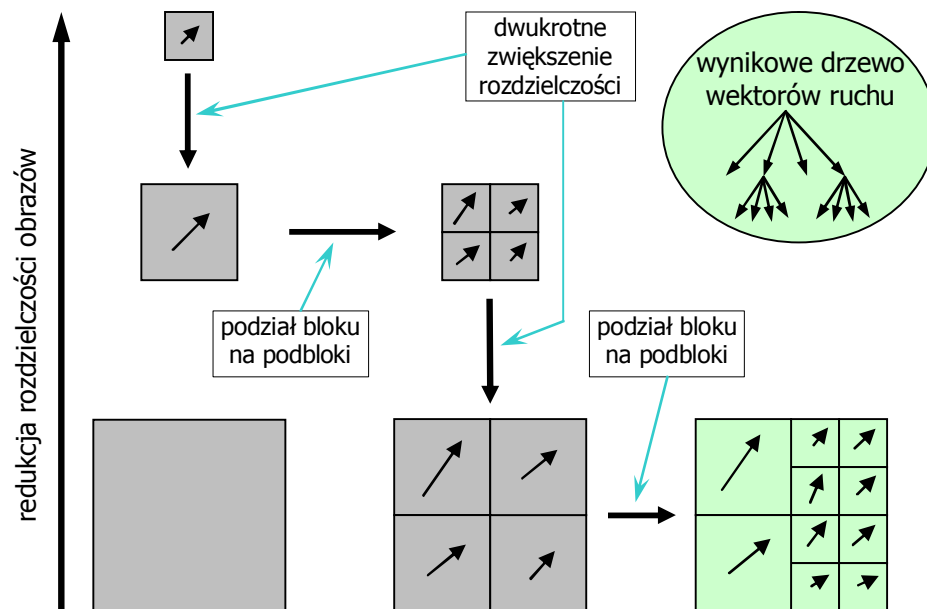 dwukrotne
zwiększenie
rozdzielczości
wynikowe drzewo
wektorów ruchu
redukcja rozdzielczości obrazów
podział bloku
na podbloki
podział bloku
na podbloki